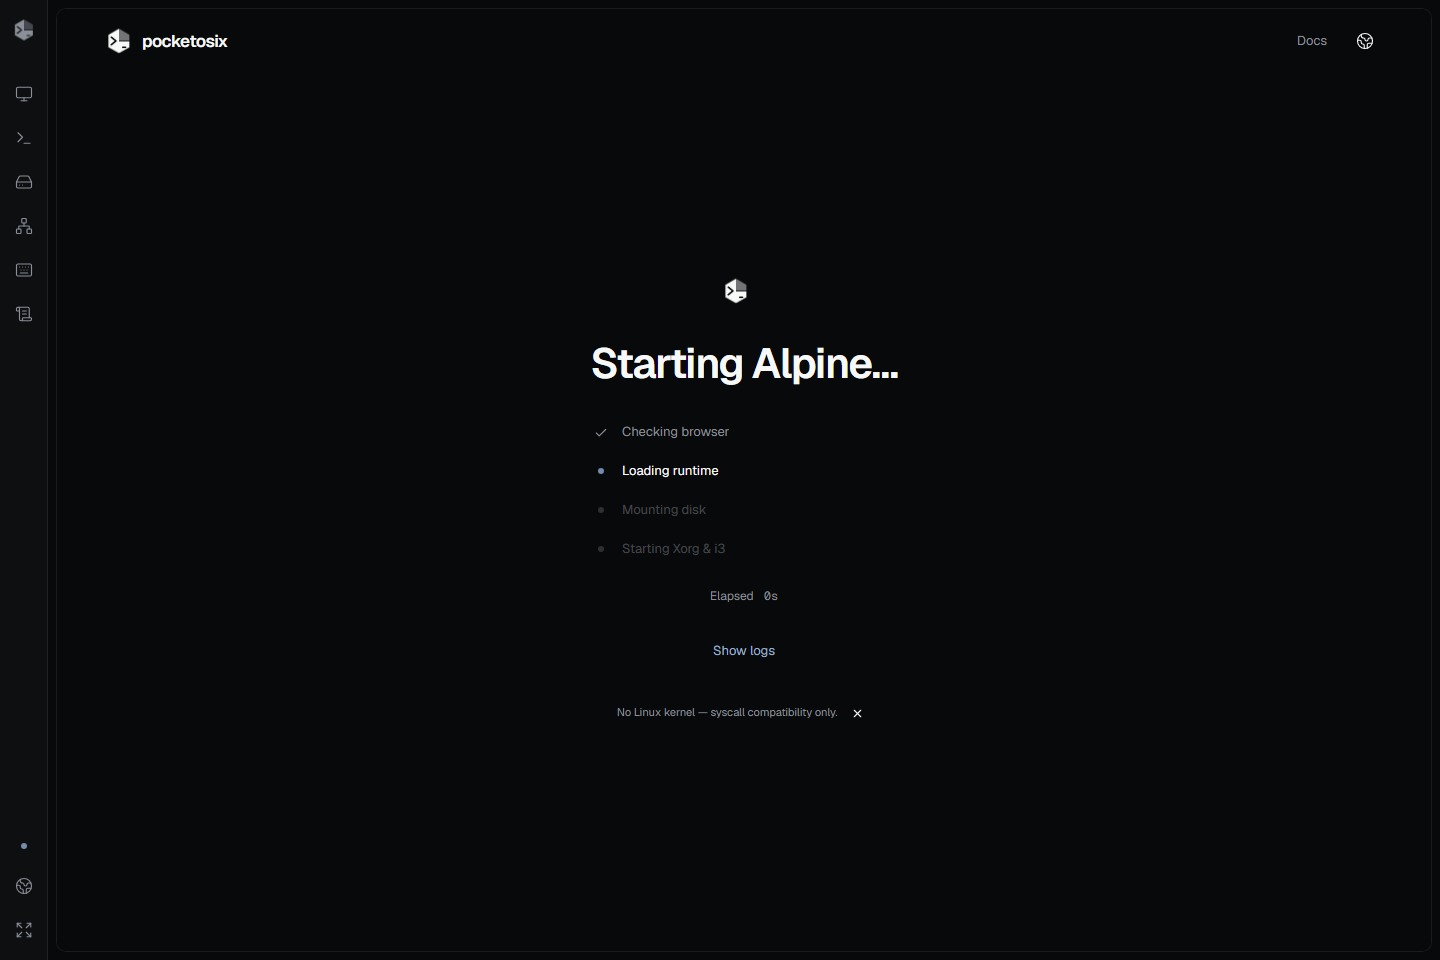 pocketosix
Docs
Starting Alpine...
Checking browser
Loading runtime
Mounting disk
Starting Xorg & i3
Elapsed 0s
Show logs
No Linux kernel — syscall compatibility only.